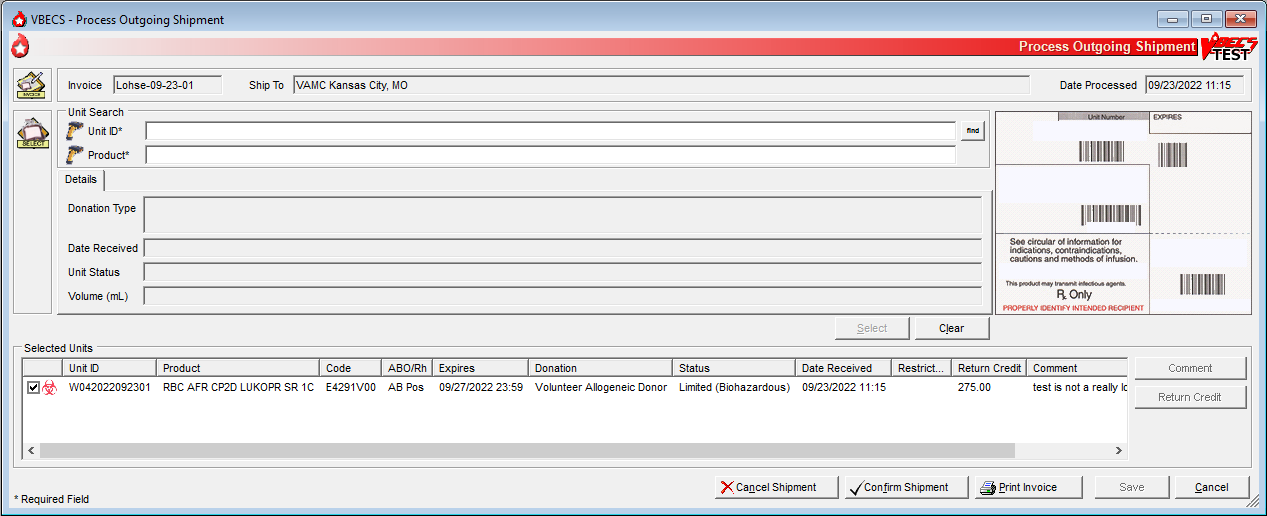 VBECS - Process Outgoing Shipment
Process Outgoing Shipment
VBECS
TEST
INVOICE
Invoice Lohse-09-23-01 Ship To VAMC Kansas City, MO Date Processed 09/23/2022 11:15
SELECT
Unit Search
Unit ID* find
Product*
Details
Donation Type
Date Received
Unit Status
Volume (mL)
Unit Number EXPIRES
See circular of information for
indications, contraindications,
cautions and methods of infusion.
This product may transmit infectious agents.
Rx Only
PROPERLY IDENTIFY INTENDED RECIPIENT
Select Clear
Selected Units
Unit ID Product Code ABO/Rh Expires Donation Status Date Received Restrict... Return Credit Comment
W042022092301 RBC AFR CP2D LUKOPR SR 1C E4291V00 AB Pos 09/27/2022 23:59 Volunteer Allogeneic Donor Limited (Biohazardous) 09/23/2022 11:15 275.00 test is not a really lo
Comment
Return Credit
* Required Field
Cancel Shipment Confirm Shipment Print Invoice Save Cancel